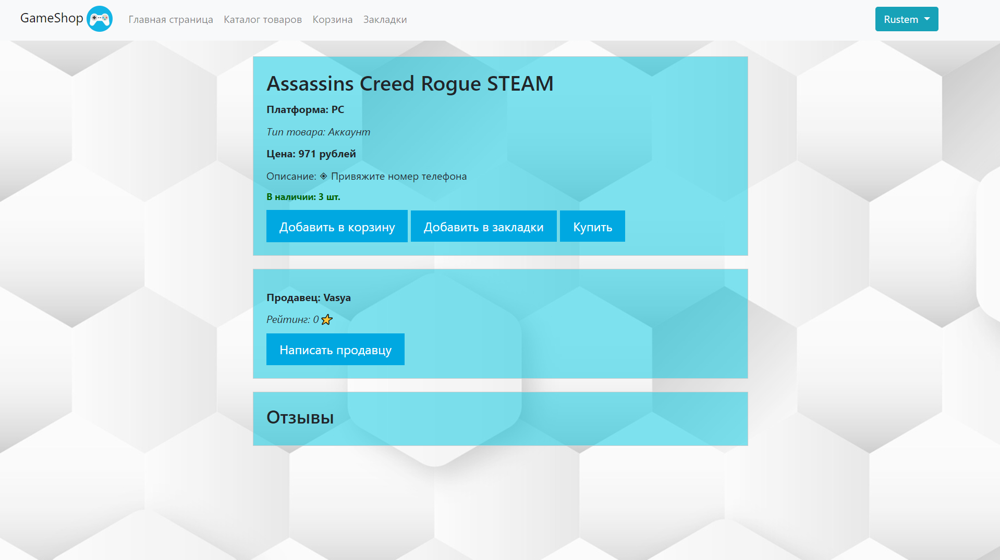 GameShop Главная страница Каталог товаров Корзина Закладки Rustem
Assassins Creed Rogue STEAM
Платформа: PC
Тип товара: Аккаунт
Цена: 971 рублей
Описание: ◈ Привяжите номер телефона
В наличии: 3 шт.
Добавить в корзину Добавить в закладки Купить
Продавец: Vasya
Рейтинг: 0 ⭐
Написать продавцу
Отзывы